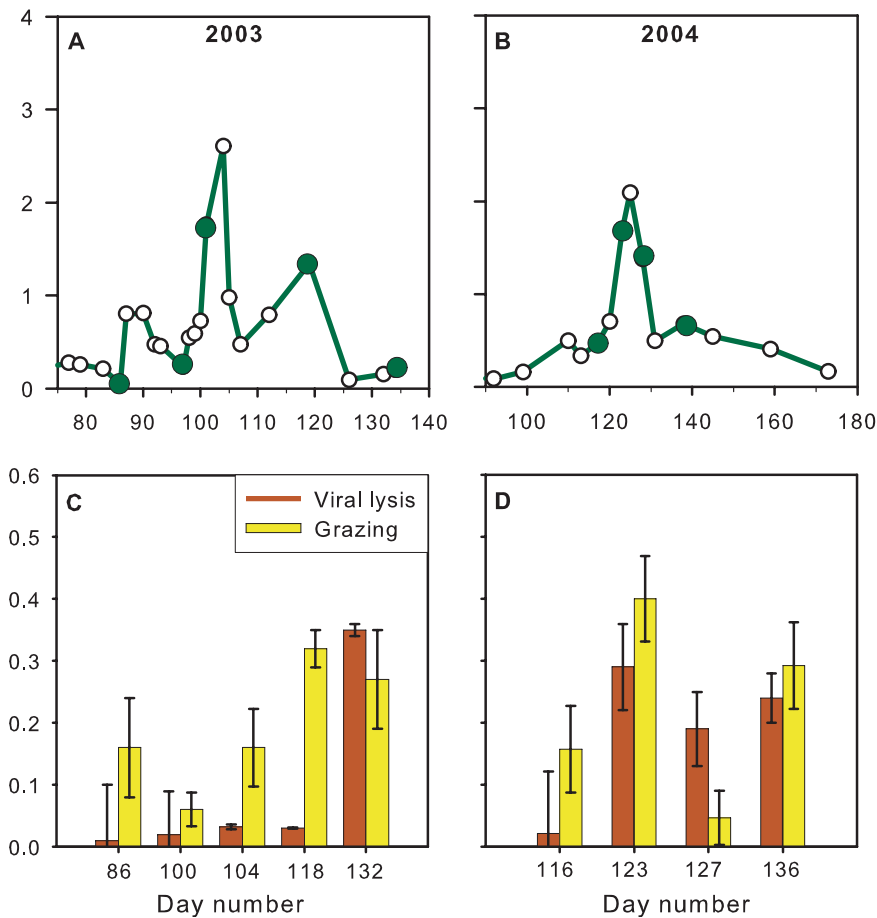 A 2003
B 2004
4
3
2
1
0
80 90 100 110 120 130 140
100 120 140 160 180
C
D
Viral lysis
Grazing
0.6
0.5
0.4
0.3
0.2
0.1
0.0
86 100 104 118 132
116 123 127 136
Day number
Day number